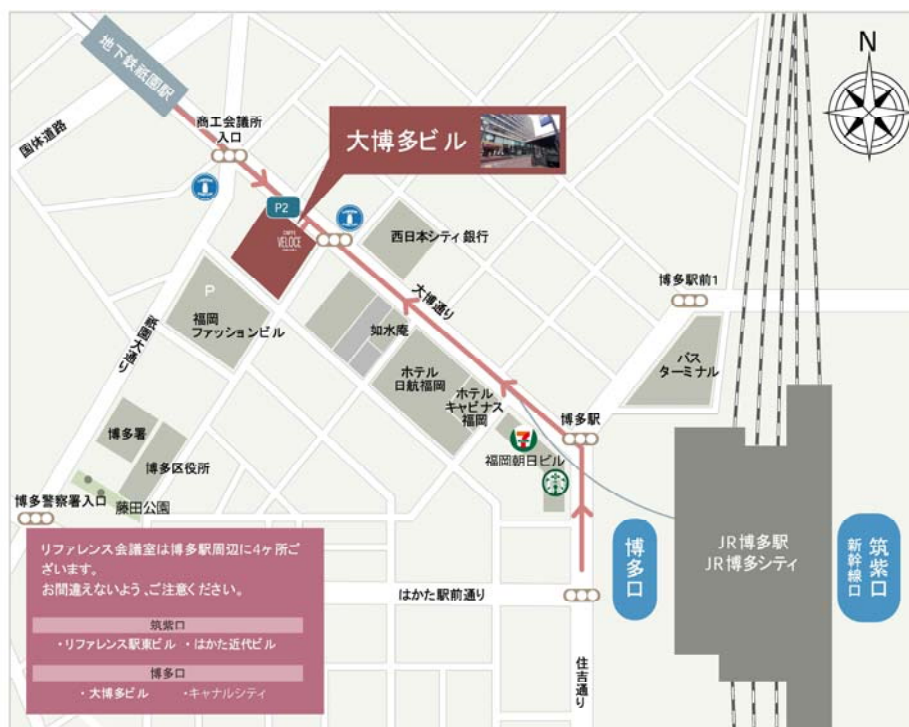 地下鉄祇園駅
N
国体道路
商工会議所
入口
大博多ビル
P2
CAFFE
VELOCE
西日本シティ銀行
博多駅前1
大博通り
P
福岡
ファッションビル
如水庵
バス
ターミナル
祇園大通り
ホテル
日航福岡
ホテル
キャビナス
福岡
博多駅
7
福岡朝日ビル
博多署
博多区役所
博多警察署入口
藤田公園
リファレンス会議室は博多駅周辺に4ヶ所ご
ざいます。
お間違えないよう、ご注意ください。
筑紫口
・リファレンス駅東ビル ・はかた近代ビル
博多口
・大博多ビル ・キャナルシティ
はかた駅前通り
住吉通り
博多口
JR博多駅
JR博多シティ
筑紫口
新幹線口